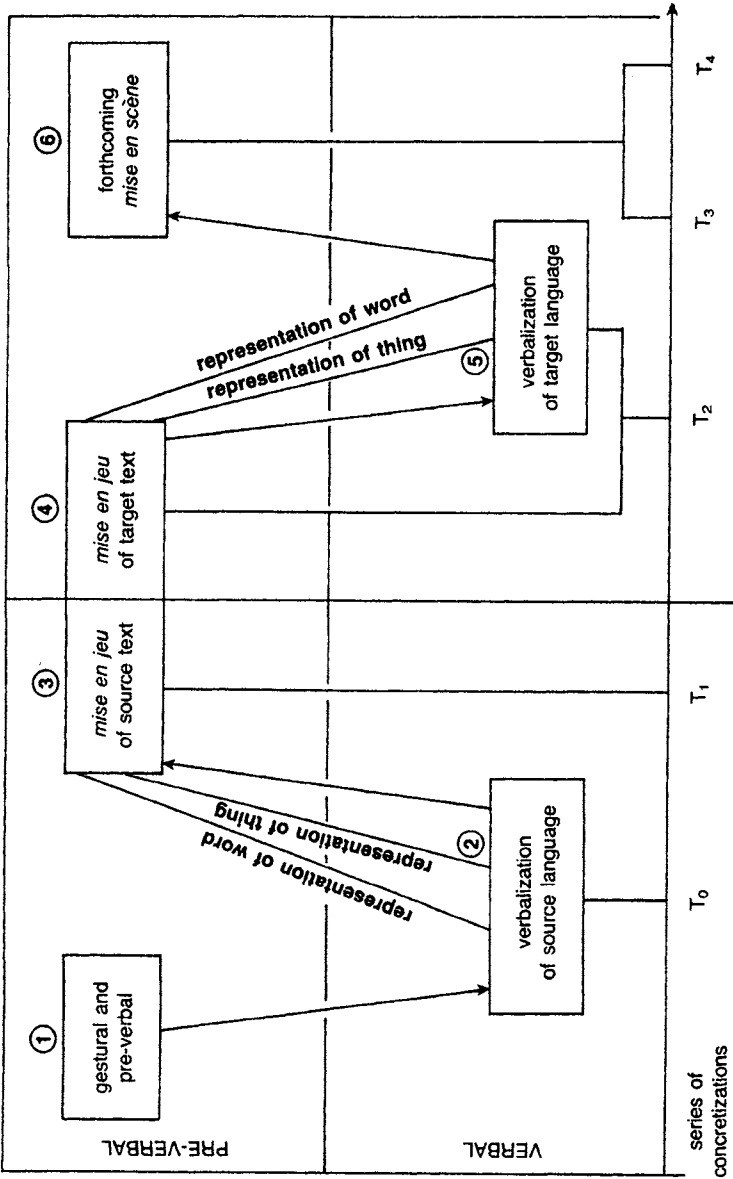 PRE-VERBAL
VERBAL
①
gestural and
pre-verbal
②
verbalization
of source language
representation of word
representation of thing
③
mise en jeu
of source text
④
mise en jeu
of target text
representation of word
representation of thing
⑤
verbalization
of target language
⑥
forthcoming
mise en scène
series of
concretizations
T₀
T₁
T₂
T₃
T₄